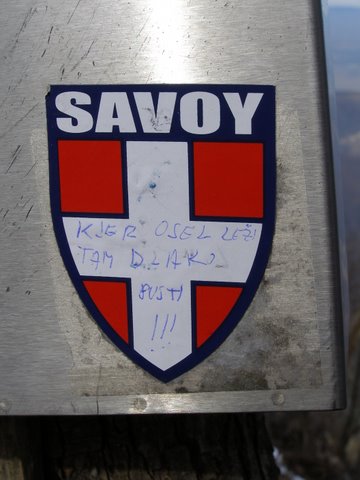 SAVOY
KJER OSEL LEŽI
TAM DLAKO
PUSTI
!!!